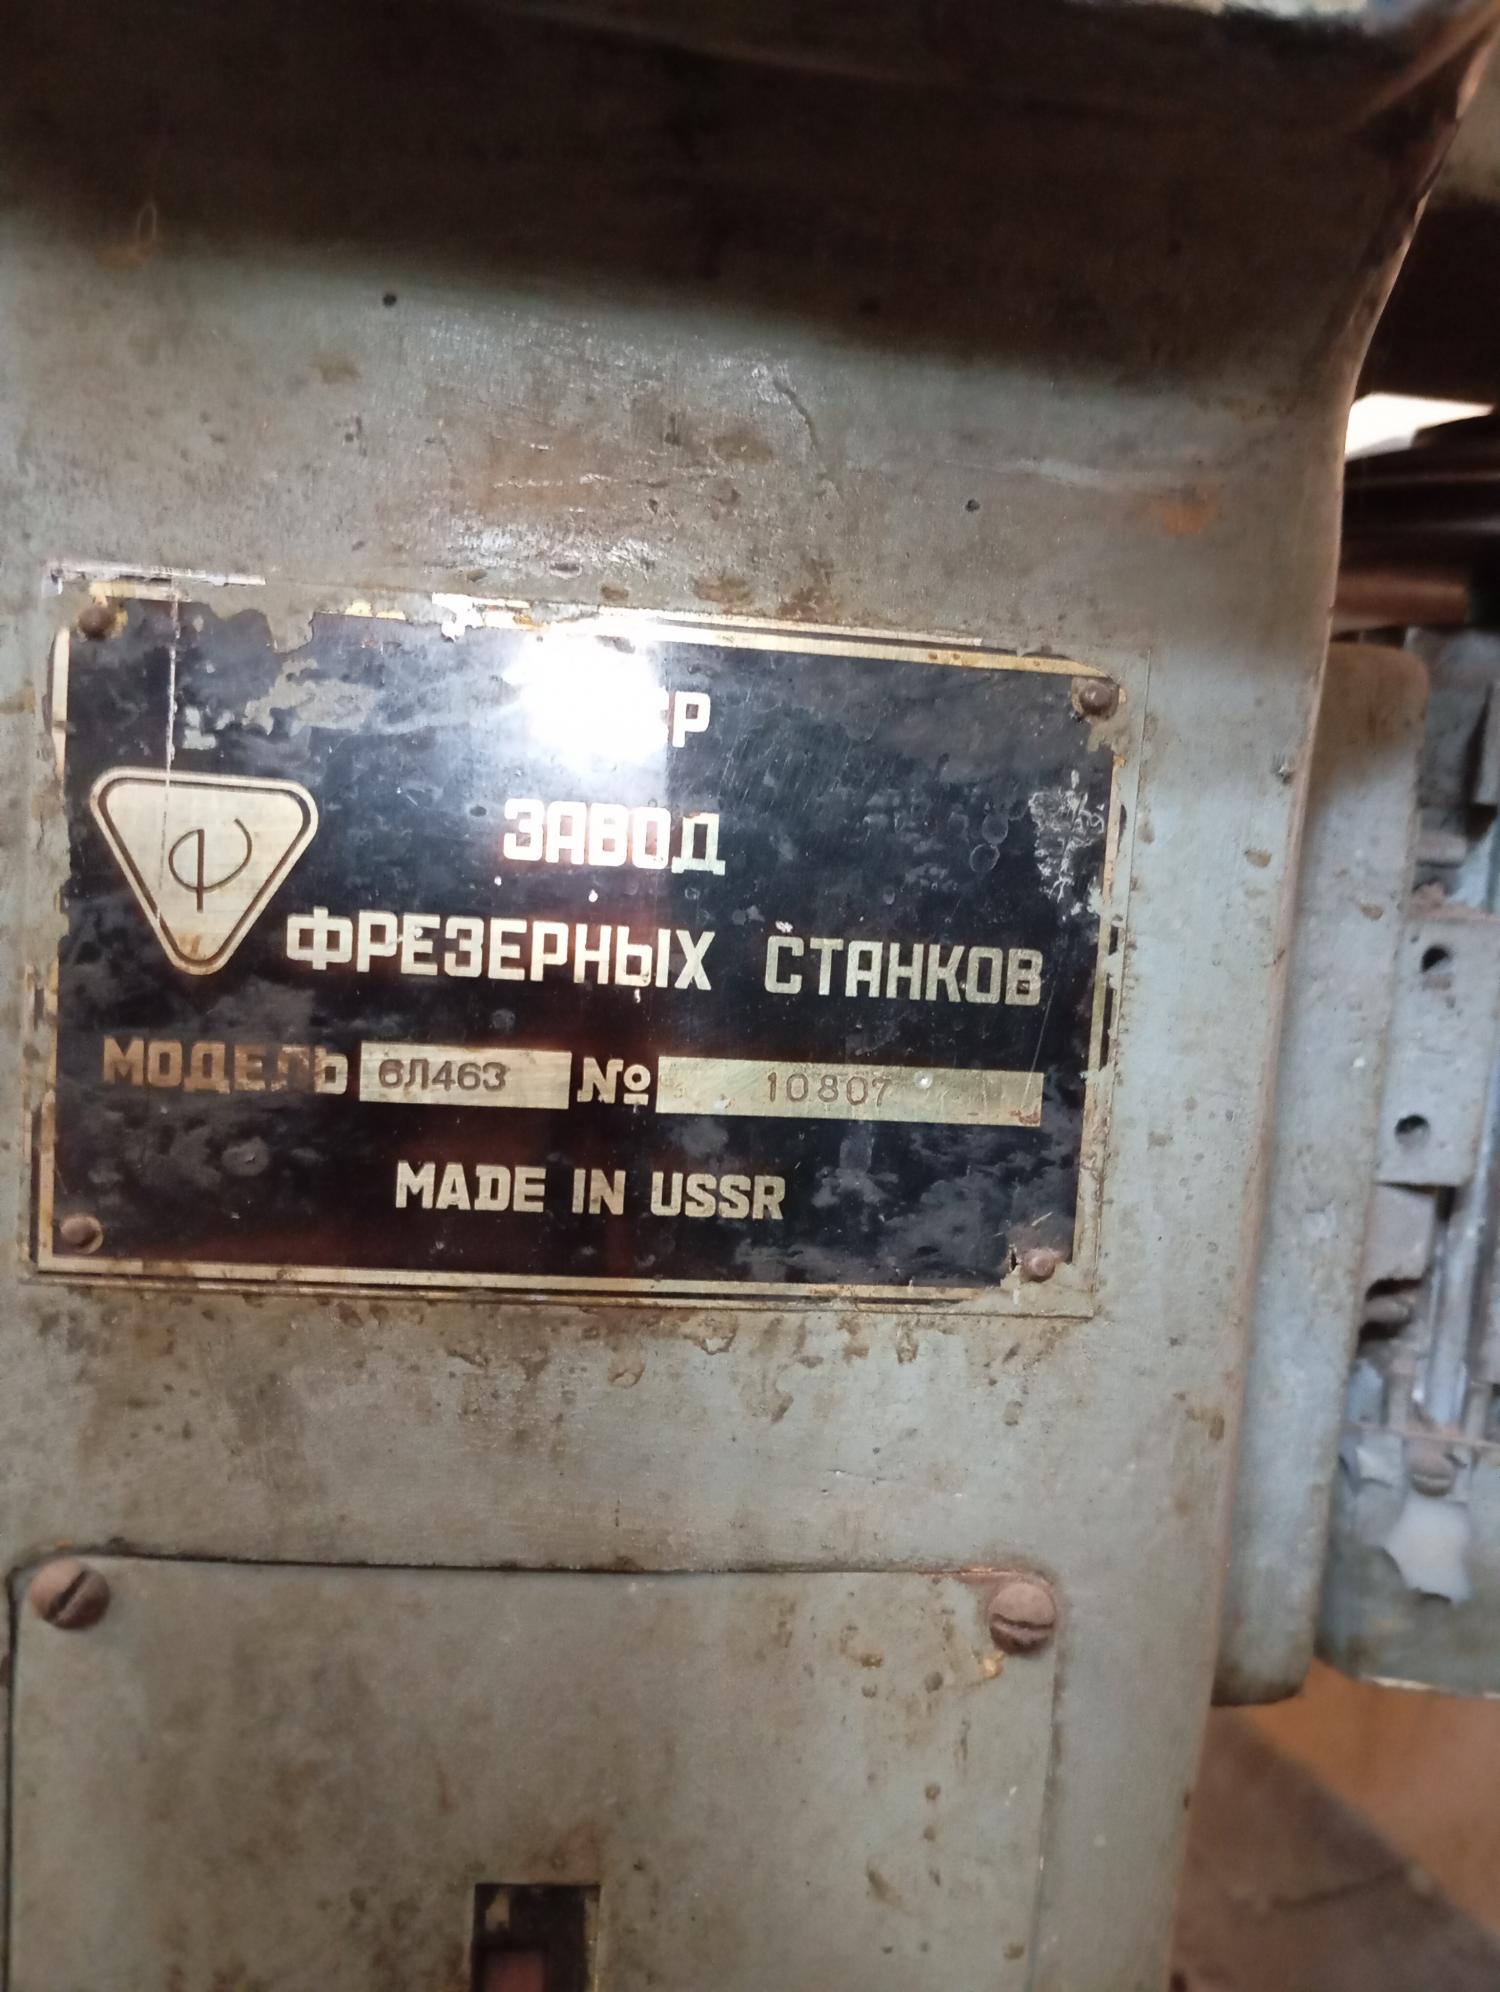 ЗАВОД
ФРЕЗЕРНЫХ СТАНКОВ
МОДЕЛЬ 6Л463 № 10807
MADE IN USSR